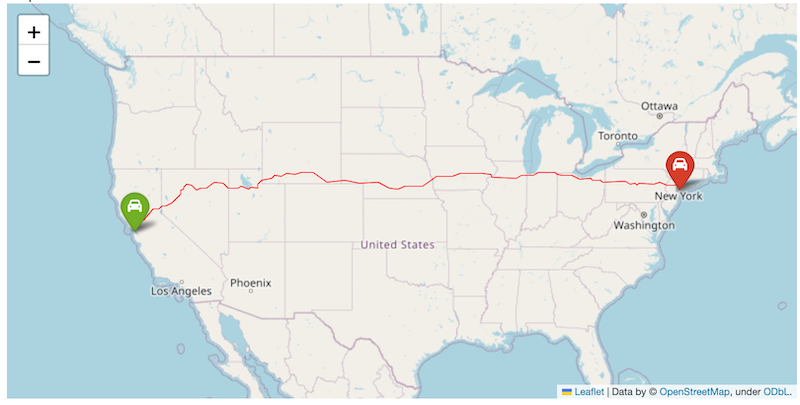 +
−
Ottawa
Toronto
New York
Washington
United States
Phoenix
Los Angeles
Leaflet | Data by © OpenStreetMap, under ODbL.